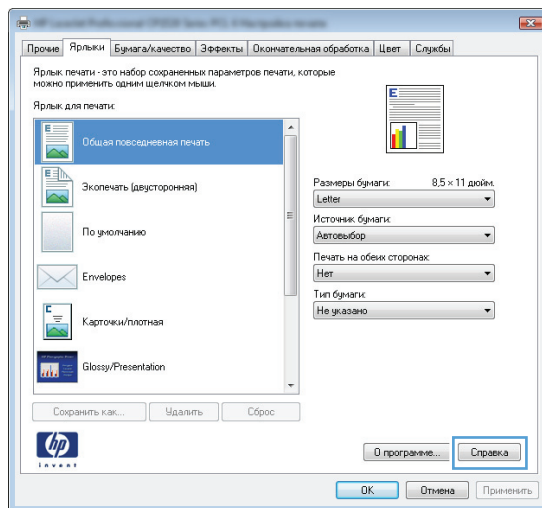 Прочие Ярлыки Бумага/качество Эффекты Окончательная обработка Цвет Службы
Ярлык печати - это набор сохраненных параметров печати, которые
можно применить одним щелчком мыши.
Ярлык для печати:
Общая повседневная печать
Экопечать (двусторонняя)
По умолчанию
Envelopes
Карточки/плотная
Glossy/Presentation
Сохранить как... Удалить Сброс
Размеры бумаги: 8,5 × 11 дюйм.
Letter
Источник бумаги:
Автовыбор
Печать на обеих сторонах:
Нет
Тип бумаги:
Не указано
hp
invent
О программе... Справка
OK Отмена Применить